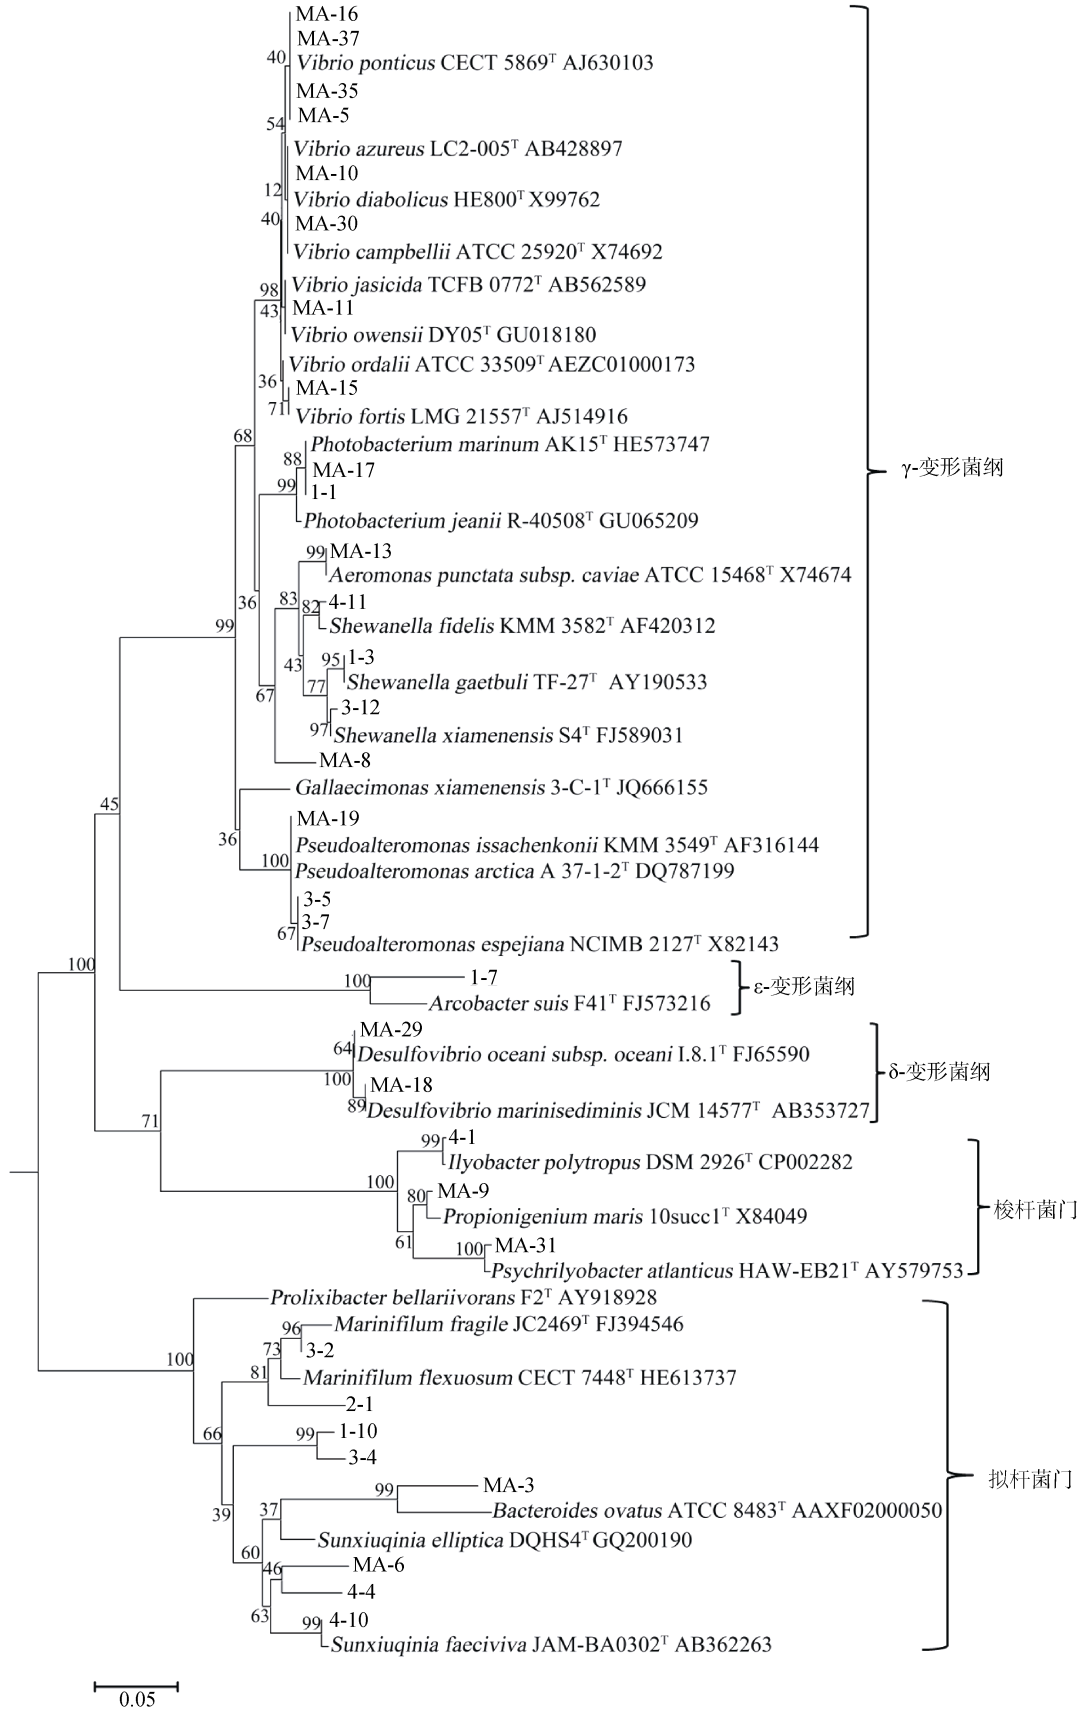 MA-16
MA-37
40
Vibrio ponticus CECT 5869ᵀ AJ630103
MA-35
MA-5
54
Vibrio azureus LC2-005ᵀ AB428897
MA-10
12
Vibrio diabolicus HE800ᵀ X99762
40
MA-30
Vibrio campbellii ATCC 25920ᵀ X74692
Vibrio jasicida TCFB 0772ᵀ AB562589
98
43
MA-11
Vibrio owensii DY05ᵀ GU018180
Vibrio ordalii ATCC 33509ᵀ AEZC01000173
36
MA-15
71
Vibrio fortis LMG 21557ᵀ AJ514916
68
Photobacterium marinum AK15ᵀ HE573747
88
MA-17
γ-变形菌纲
99
1-1
Photobacterium jeanii R-40508ᵀ GU065209
99
MA-13
Aeromonas punctata subsp. caviae ATCC 15468ᵀ X74674
36
83
82
4-11
99
Shewanella fidelis KMM 3582ᵀ AF420312
43
95
1-3
77
Shewanella gaetbuli TF-27ᵀ AY190533
67
3-12
97
Shewanella xiamenensis S4ᵀ FJ589031
MA-8
Gallaecimonas xiamenensis 3-C-1ᵀ JQ666155
45
MA-19
36
Pseudoalteromonas issachenkonii KMM 3549ᵀ AF316144
100
Pseudoalteromonas arctica A 37-1-2ᵀ DQ787199
3-5
3-7
67
Pseudoalteromonas espejiana NCIMB 2127ᵀ X82143
100
100
1-7
ε-变形菌纲
Arcobacter suis F41ᵀ FJ573216
MA-29
64
Desulfovibrio oceani subsp. oceani I.8.1ᵀ FJ65590
100
δ-变形菌纲
MA-18
89
Desulfovibrio marinisediminis JCM 14577ᵀ AB353727
71
99
4-1
Ilyobacter polytropus DSM 2926ᵀ CP002282
100
80
MA-9
梭杆菌门
Propionigenium maris 10succ1ᵀ X84049
61
100
MA-31
Psychrilyobacter atlanticus HAW-EB21ᵀ AY579753
Prolixibacter bellariivorans F2ᵀ AY918928
96
Marinifilum fragile JC2469ᵀ FJ394546
73
3-2
100
81
Marinifilum flexuosum CECT 7448ᵀ HE613737
2-1
66
99
1-10
3-4
拟杆菌门
99
MA-3
39
37
Bacteroides ovatus ATCC 8483ᵀ AAXF02000050
Sunxiuqinia elliptica DQHS4ᵀ GQ200190
60
46
MA-6
4-4
63
99
4-10
Sunxiuqinia faeciviva JAM-BA0302ᵀ AB362263
0.05